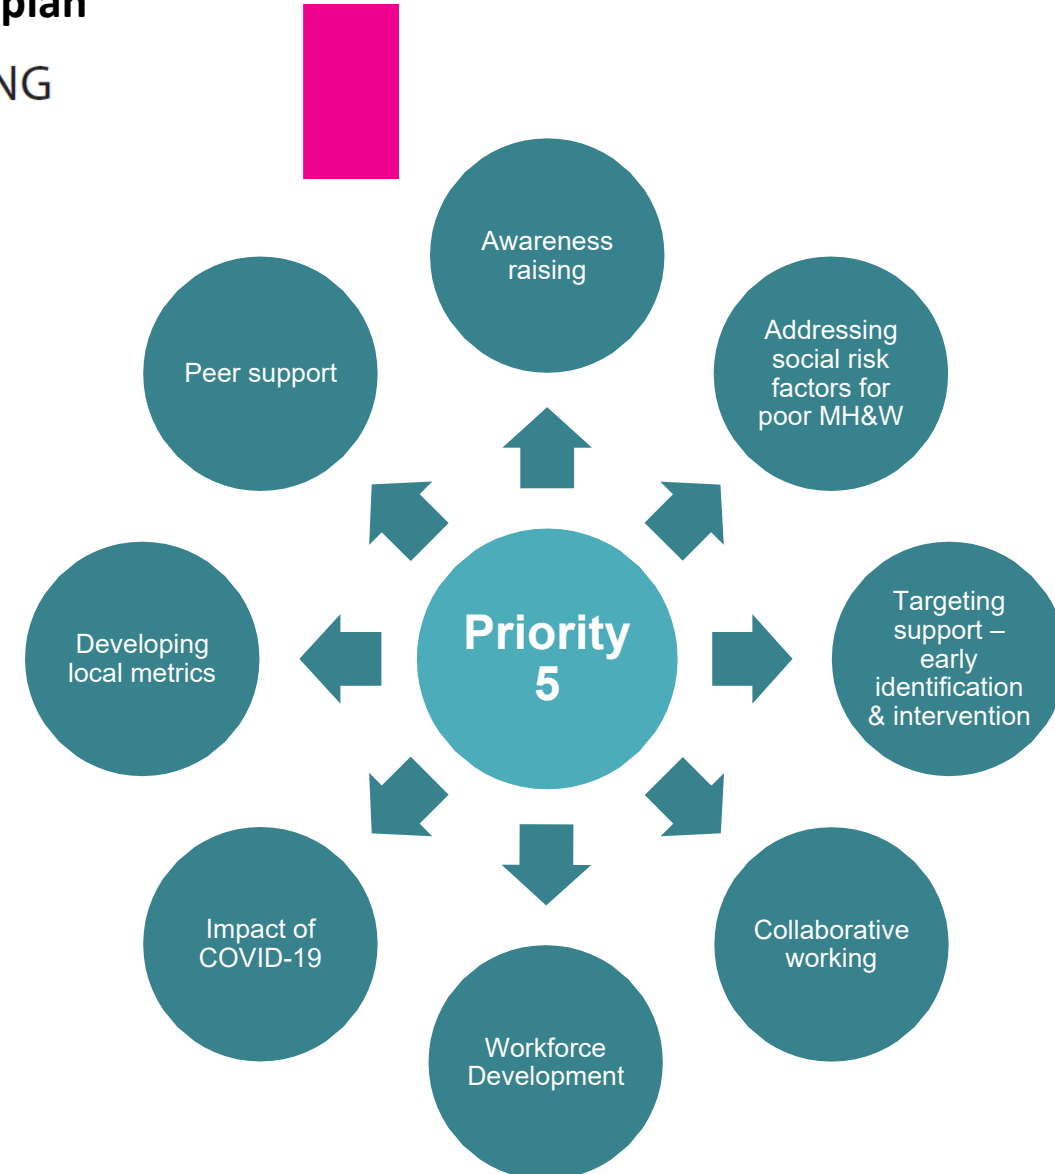 plan
NG
Awareness
raising
Addressing
social risk
factors for
poor MH&W
Targeting
support –
early
identification
& intervention
Collaborative
working
Workforce
Development
Impact of
COVID-19
Developing
local metrics
Peer support
Priority
5